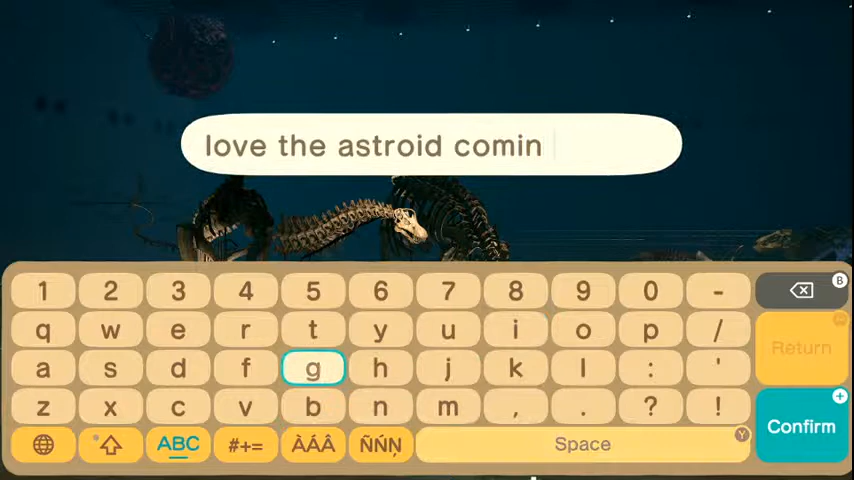 love the astroid comin
1 2 3 4 5 6 7 8 9 0 -
B
q w e r t y u i o p /
Return
a s d f g h j k l : '
z x c v b n m , . ? !
+
Confirm
ABC #+= ÀÁÂ ÑŃŅ Space Y